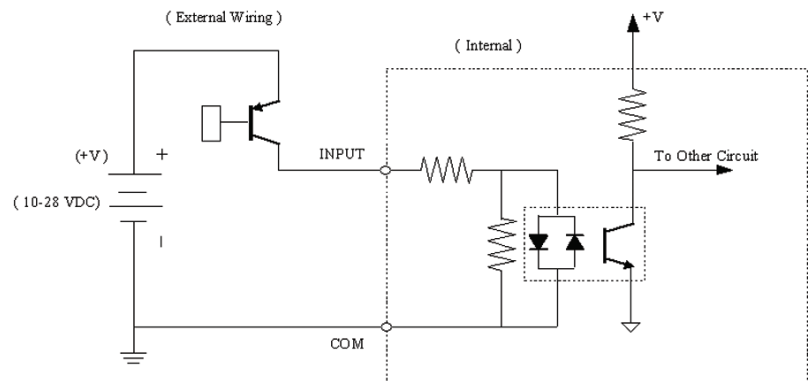 ( External Wiring)
+V
( Internal )
INPUT
To Other Circuit
(+V)
+
( 10-28 VDC)
–
COM